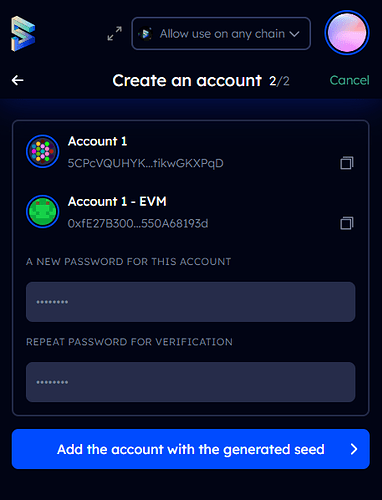 Allow use on any chain
Create an account 2/2
Cancel
Account 1
5CPcVQUHYK...tikwGKXPqD
Account 1 - EVM
0xfE27B300...550A68193d
A NEW PASSWORD FOR THIS ACCOUNT
••••••••
REPEAT PASSWORD FOR VERIFICATION
••••••••
Add the account with the generated seed